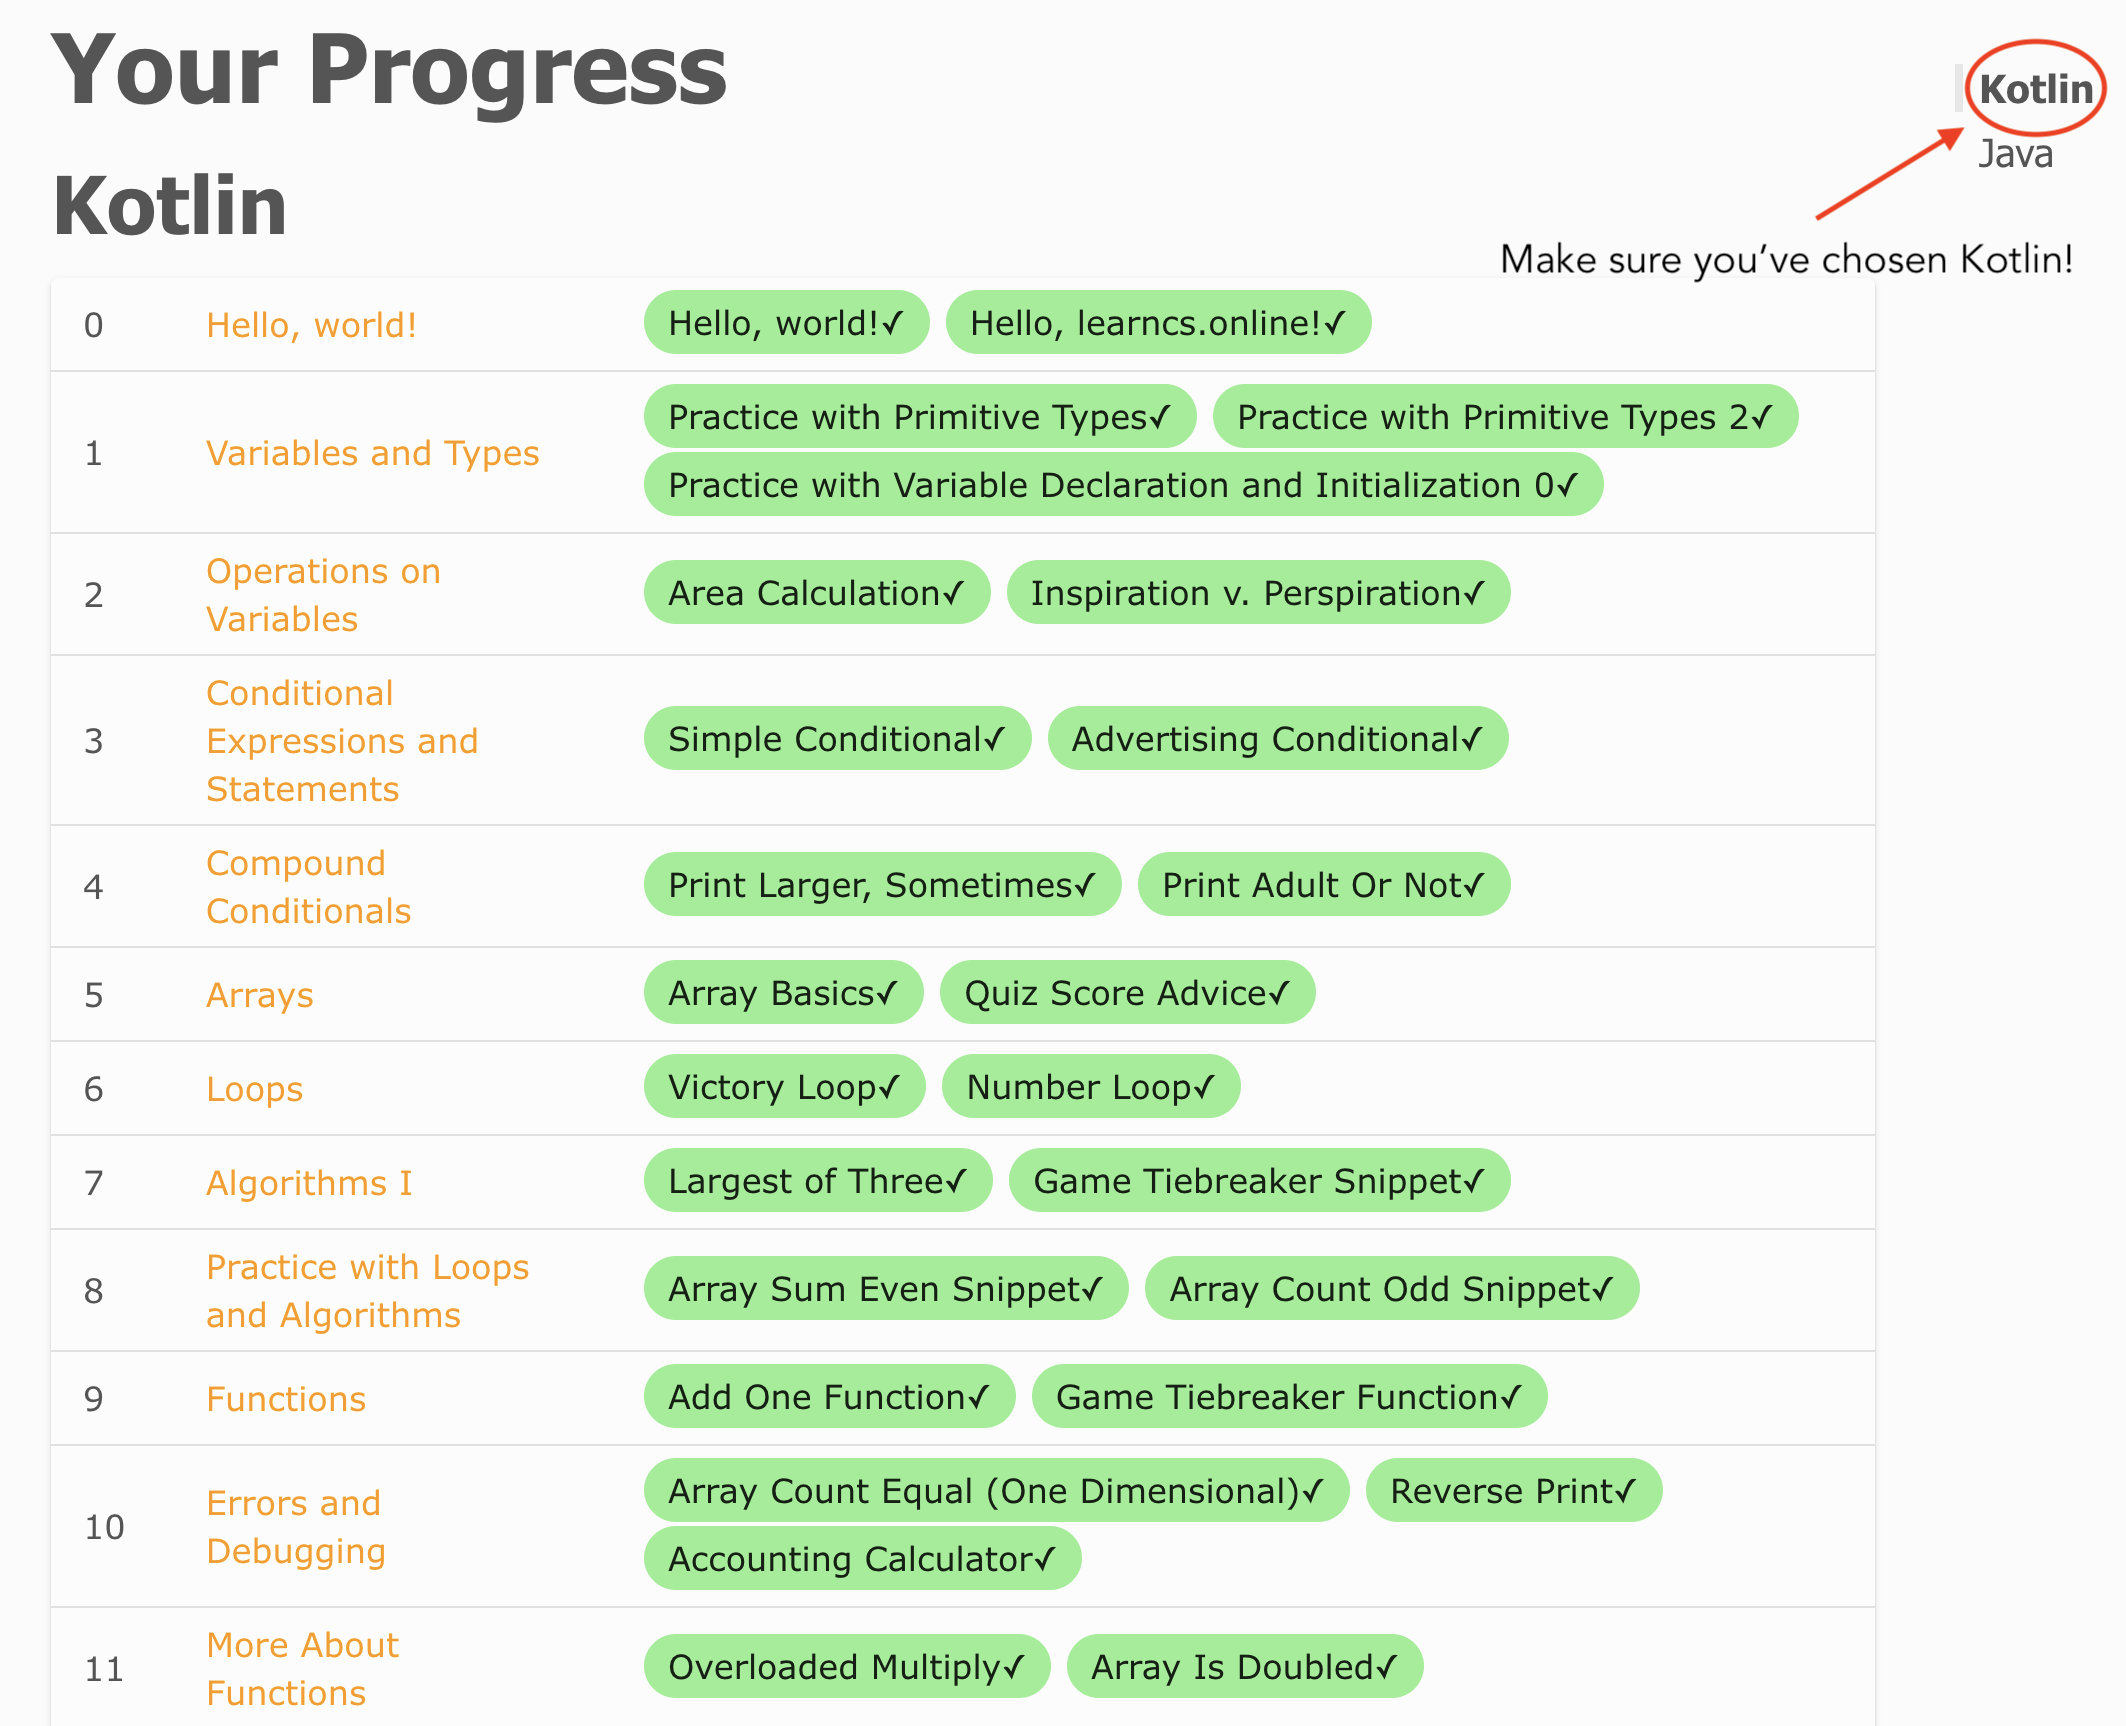 Your Progress
Kotlin
Java
Make sure you've chosen Kotlin!
Kotlin
0 Hello, world! Hello, world!✓ Hello, learncs.online!✓
1 Variables and Types Practice with Primitive Types✓ Practice with Primitive Types 2✓
Practice with Variable Declaration and Initialization 0✓
2 Operations on
Variables Area Calculation✓ Inspiration v. Perspiration✓
3 Conditional
Expressions and
Statements Simple Conditional✓ Advertising Conditional✓
4 Compound
Conditionals Print Larger, Sometimes✓ Print Adult Or Not✓
5 Arrays Array Basics✓ Quiz Score Advice✓
6 Loops Victory Loop✓ Number Loop✓
7 Algorithms I Largest of Three✓ Game Tiebreaker Snippet✓
8 Practice with Loops
and Algorithms Array Sum Even Snippet✓ Array Count Odd Snippet✓
9 Functions Add One Function✓ Game Tiebreaker Function✓
10 Errors and
Debugging Array Count Equal (One Dimensional)✓ Reverse Print✓
Accounting Calculator✓
11 More About
Functions Overloaded Multiply✓ Array Is Doubled✓